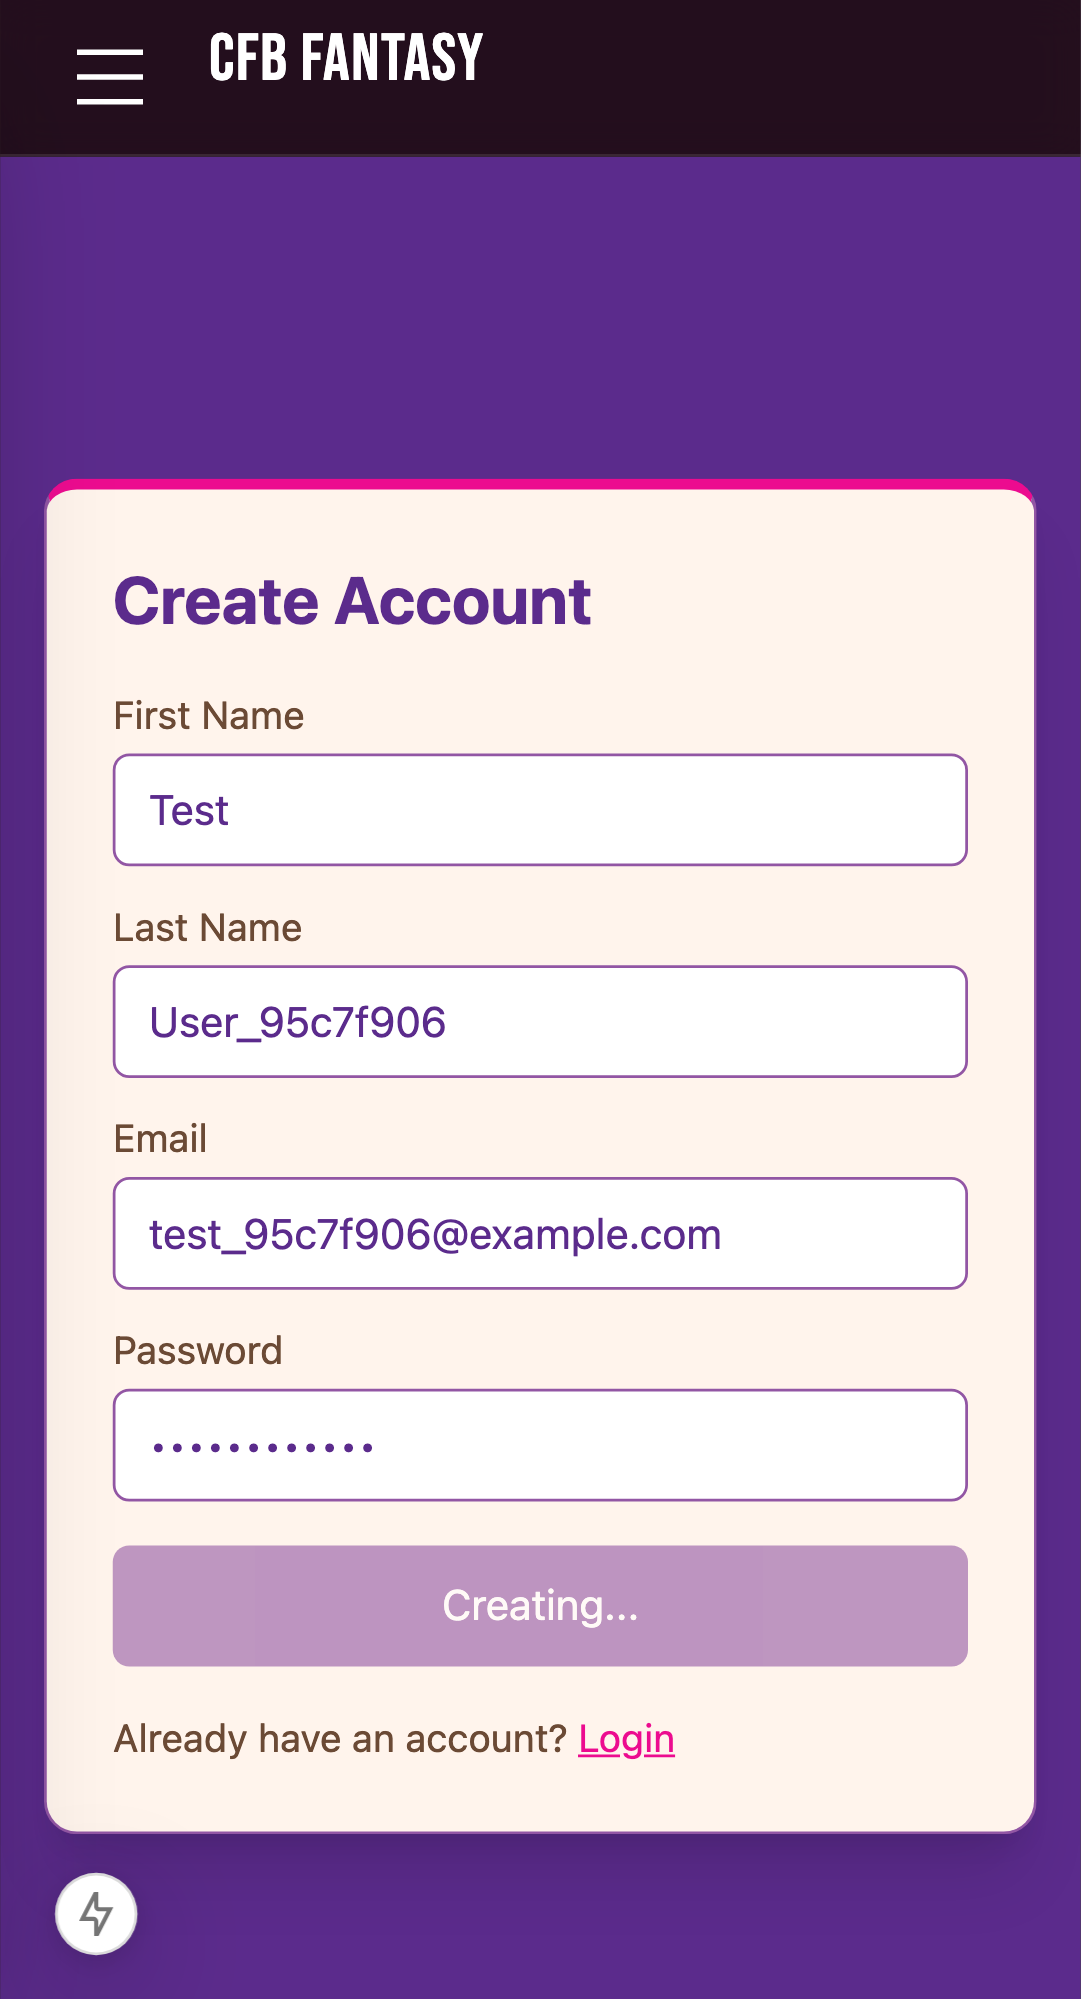 CFB FANTASY
Create Account
First Name
Test
Last Name
User_95c7f906
Email
test_95c7f906@example.com
Password
••••••••••••
Creating...
Already have an account? Login